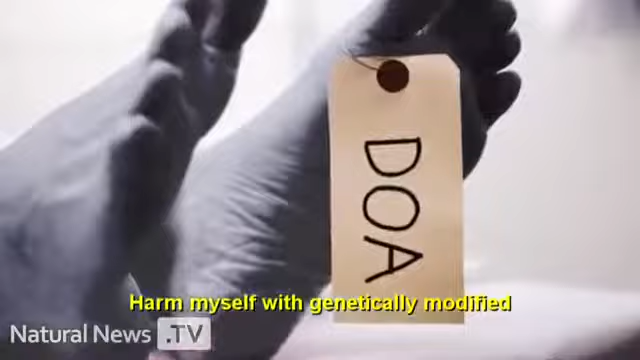 DOA
Harm myself with genetically modified
Natural News .TV